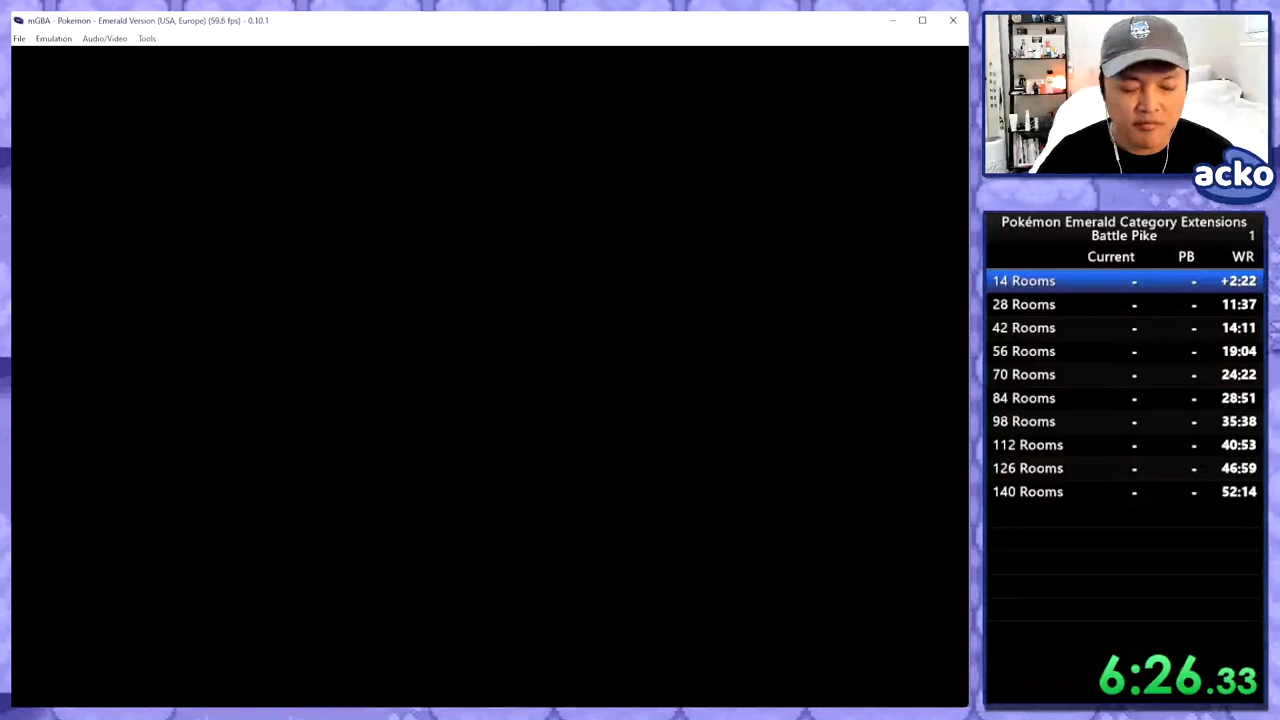 mGBA - Pokemon - Emerald Version (USA, Europe) (59.6 fps) - 0.10.1
File Emulation Audio/Video Tools
acko
Pokémon Emerald Category Extensions
Battle Pike 1
Current PB WR
14 Rooms - - +2:22
28 Rooms - - 11:37
42 Rooms - - 14:11
56 Rooms - - 19:04
70 Rooms - - 24:22
84 Rooms - - 28:51
98 Rooms - - 35:38
112 Rooms - - 40:53
126 Rooms - - 46:59
140 Rooms - - 52:14
6:26.33